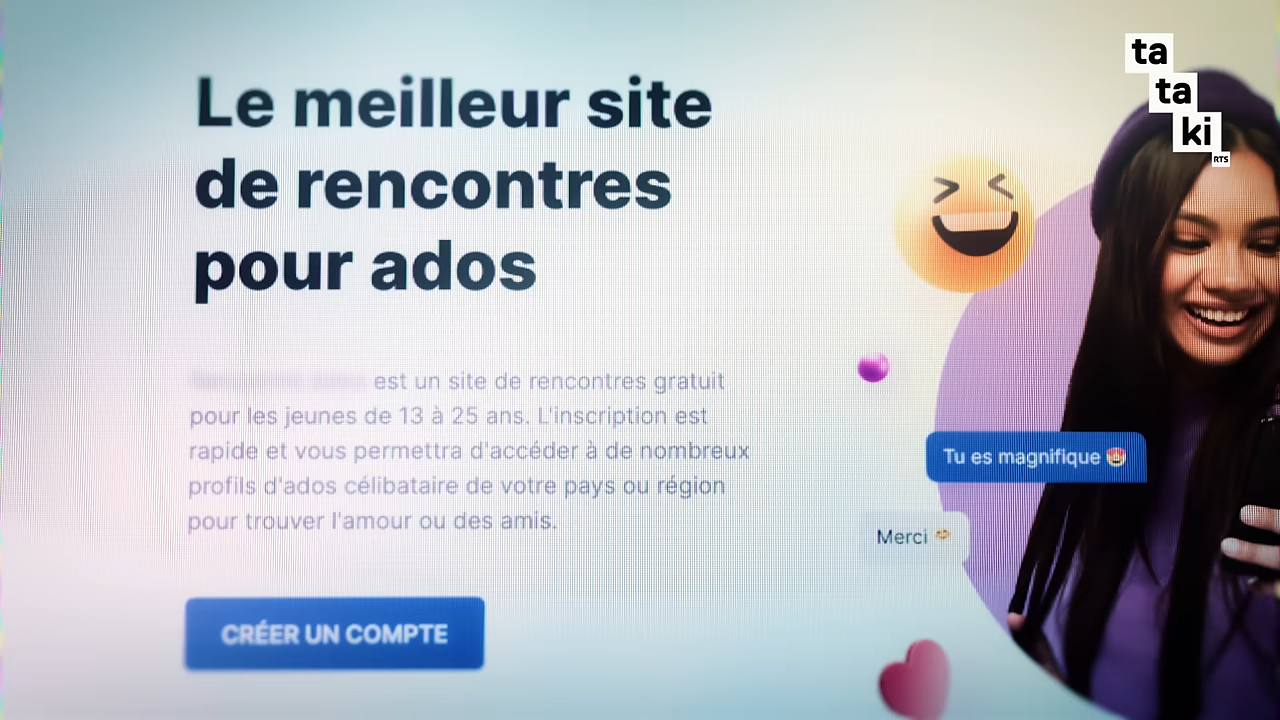 ta
ta
ki
RTS
Le meilleur site
de rencontres
pour ados
est un site de rencontres gratuit
pour les jeunes de 13 à 25 ans. L'inscription est
rapide et vous permettra d'accéder à de nombreux
profils d'ados célibataire de votre pays ou région
pour trouver l'amour ou des amis.
CRÉER UN COMPTE
Tu es magnifique 😍
Merci